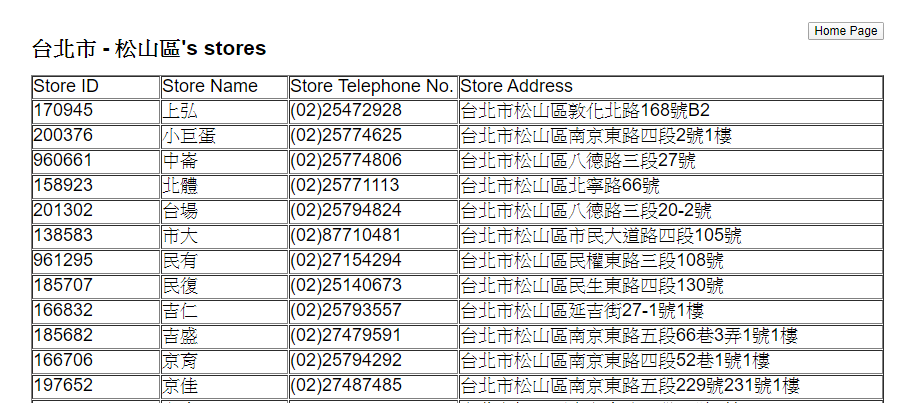 Home Page
台北市 - 松山區's stores
Store ID Store Name Store Telephone No. Store Address
170945 上弘 (02)25472928 台北市松山區敦化北路168號B2
200376 小巨蛋 (02)25774625 台北市松山區南京東路四段2號1樓
960661 中崙 (02)25774806 台北市松山區八德路三段27號
158923 北體 (02)25771113 台北市松山區北寧路66號
201302 台場 (02)25794824 台北市松山區八德路三段20-2號
138583 市大 (02)87710481 台北市松山區市民大道路四段105號
961295 民有 (02)27154294 台北市松山區民權東路三段108號
185707 民復 (02)25140673 台北市松山區民生東路四段130號
166832 吉仁 (02)25793557 台北市松山區延吉街27-1號1樓
185682 吉盛 (02)27479591 台北市松山區南京東路五段66巷3弄1號1樓
166706 京育 (02)25794292 台北市松山區南京東路四段52巷1號1樓
197652 京佳 (02)27487485 台北市松山區南京東路五段229號231號1樓